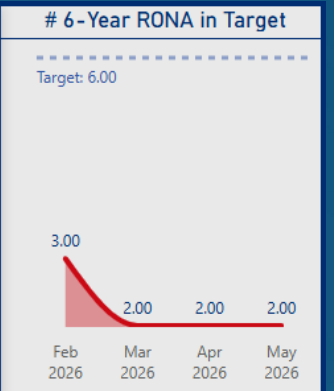 # 6-Year RONA in Target
Target: 6.00
3.00
2.00 2.00 2.00
Feb Mar Apr May
2026 2026 2026 2026